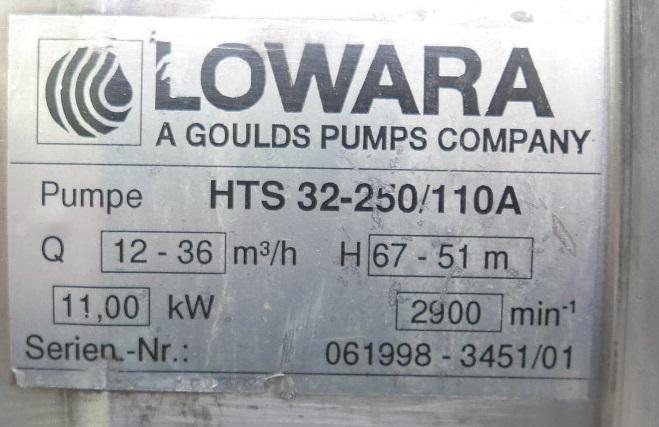 LOWARA
A GOULDS PUMPS COMPANY
Pumpe HTS 32-250/110A
Q 12 - 36 m³/h H 67 - 51 m
11,00 kW 2900 min⁻¹
Serien.-Nr.: 061998 - 3451/01